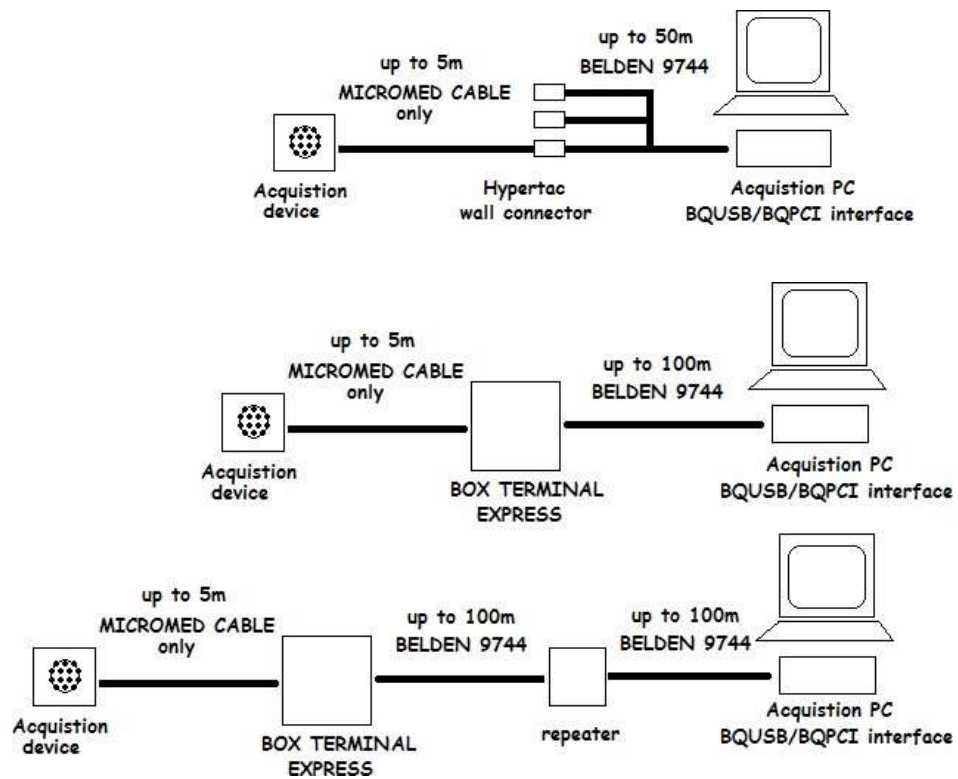 up to 50m
BELDEN 9744
up to 5m
MICROMED CABLE
only
Acquistion
device
Hypertac
wall connector
Acquistion PC
BQUSB/BQPCI interface
up to 5m
MICROMED CABLE
only
up to 100m
BELDEN 9744
Acquistion
device
BOX TERMINAL
EXPRESS
Acquistion PC
BQUSB/BQPCI interface
up to 5m
MICROMED CABLE
only
up to 100m
BELDEN 9744
up to 100m
BELDEN 9744
Acquistion
device
BOX TERMINAL
EXPRESS
repeater
Acquistion PC
BQUSB/BQPCI interface